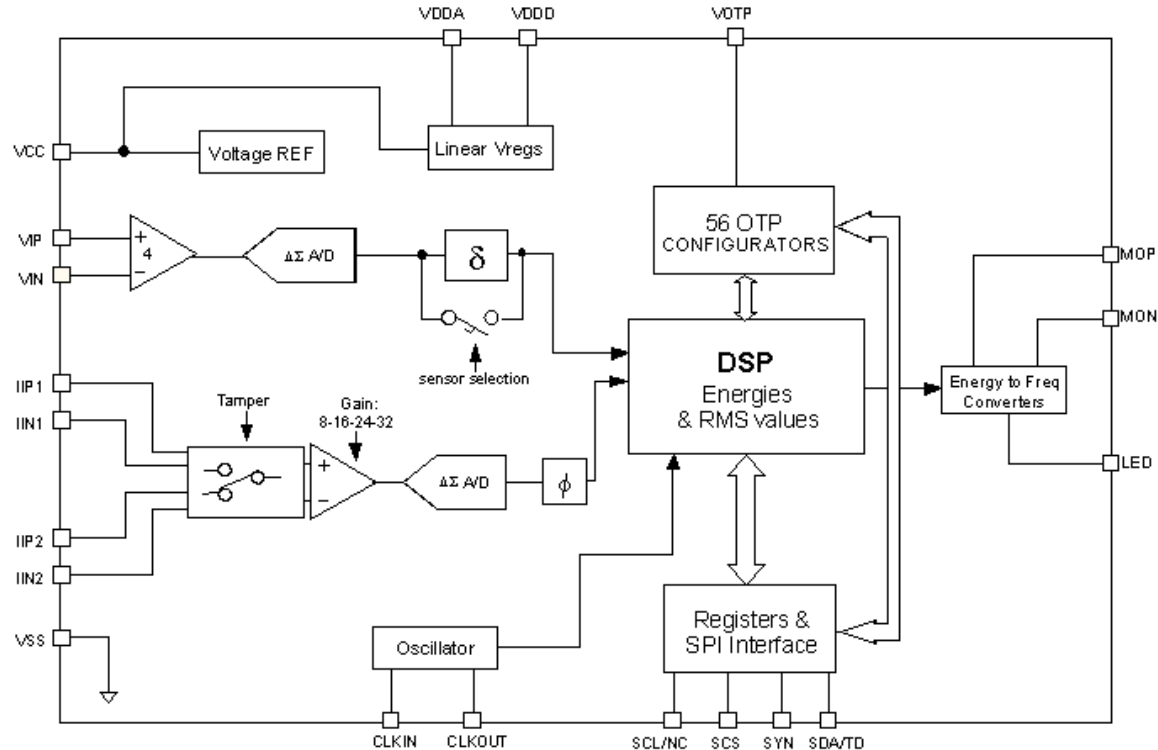 VDDA
VDDD
VOTP
VCC
Voltage REF
Linear Vregs
VIP
VIN
+
4
−
ΔΣ A/D
δ
sensor selection
56 OTP
CONFIGURATORS
MOP
MON
DSP
Energies
& RMS values
Energy to Freq
Converters
LED
IIP1
IIN1
Tamper
Gain:
8-16-24-32
+
−
ΔΣ A/D
ϕ
IIP2
IIN2
VSS
Oscillator
Registers &
SPI Interface
CLKIN
CLKOUT
SCL/NC
SCS
SYN
SDA/TD